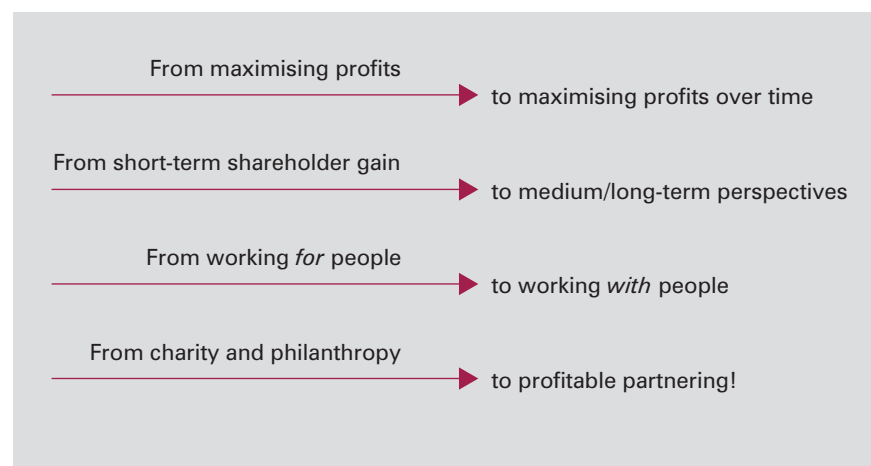 From maximising profits
to maximising profits over time
From short-term shareholder gain
to medium/long-term perspectives
From working for people
to working with people
From charity and philanthropy
to profitable partnering!